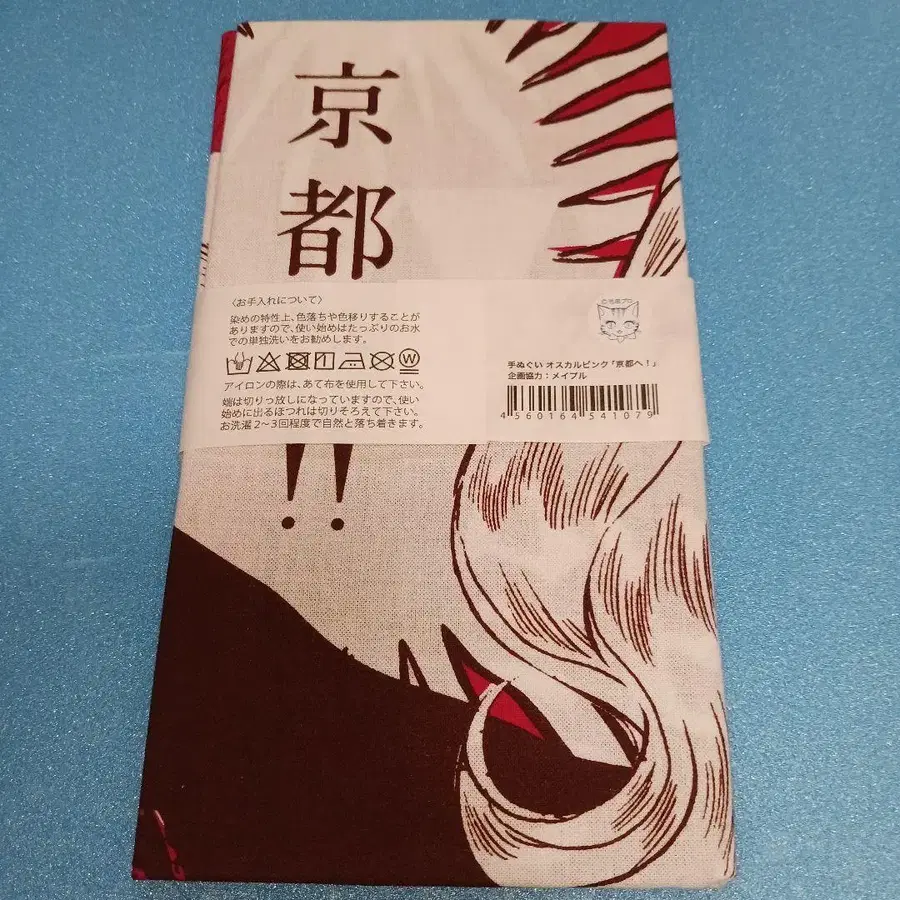 京
都
〈お手入れについて〉
染めの特性上、色落ちや色移りすることが
ありますので、使い始めはたっぷりのお水
での単独洗いをお勧めします。
W
アイロンの際は、あて布を使用して下さい。
端は切りっ放しになっていますので、使い
始めに出るほつれは切りそろえて下さい。
お洗濯2～3回程度で自然と落ち着きます。
©池田プロ
手ぬぐい オスカルピンク「京都へ!」
企画協力：メイプル
4 560164 541079
!!